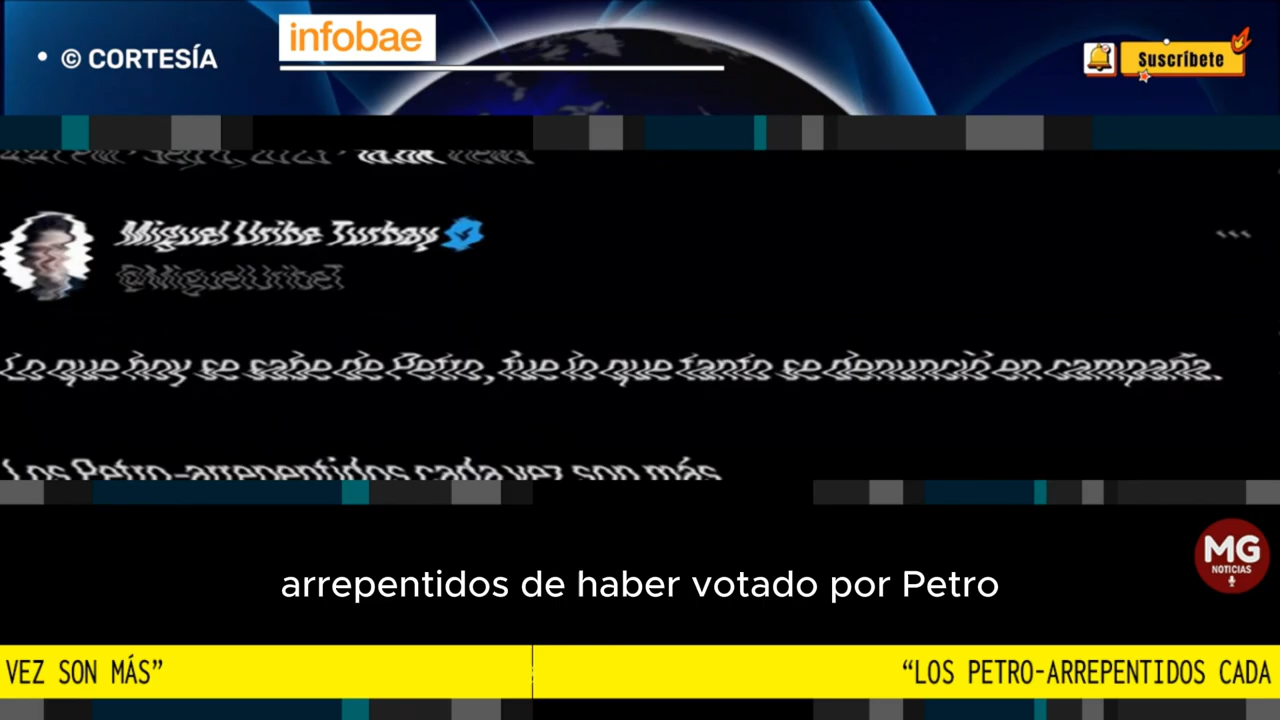 • © CORTESÍA
infobae
Suscríbete
Miguel Uribe Turbay
@MiguelUribeT
Lo que hoy se sabe de Petro, fue lo que tanto se denunció en campaña.
Los Petro-arrepentidos cada vez son más
MG
NOTICIAS
arrepentidos de haber votado por Petro
VEZ SON MÁS” “LOS PETRO-ARREPENTIDOS CADA